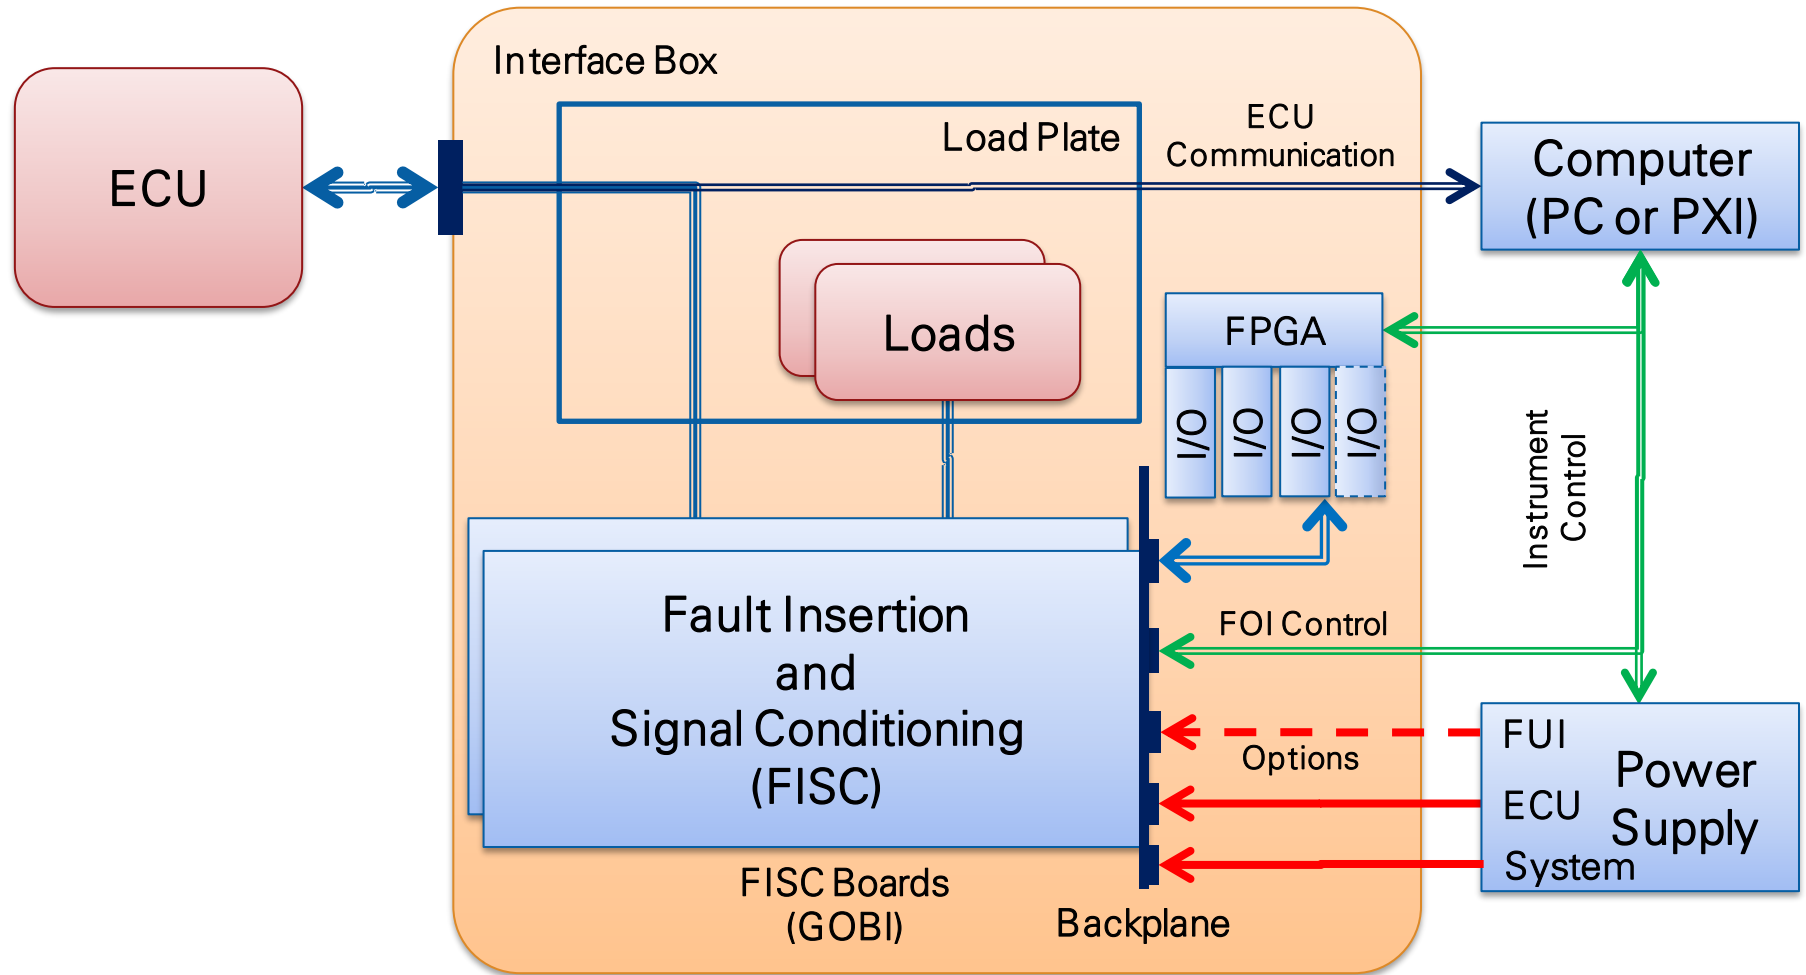 Interface Box
ECU
Load Plate
ECU
Communication
Computer
(PC or PXI)
Loads
FPGA
I/O
I/O
I/O
I/O
Instrument
Control
Fault Insertion
and
Signal Conditioning
(FISC)
FOI Control
Options
FUI
ECU
System
Power
Supply
FISC Boards
(GOBI)
Backplane